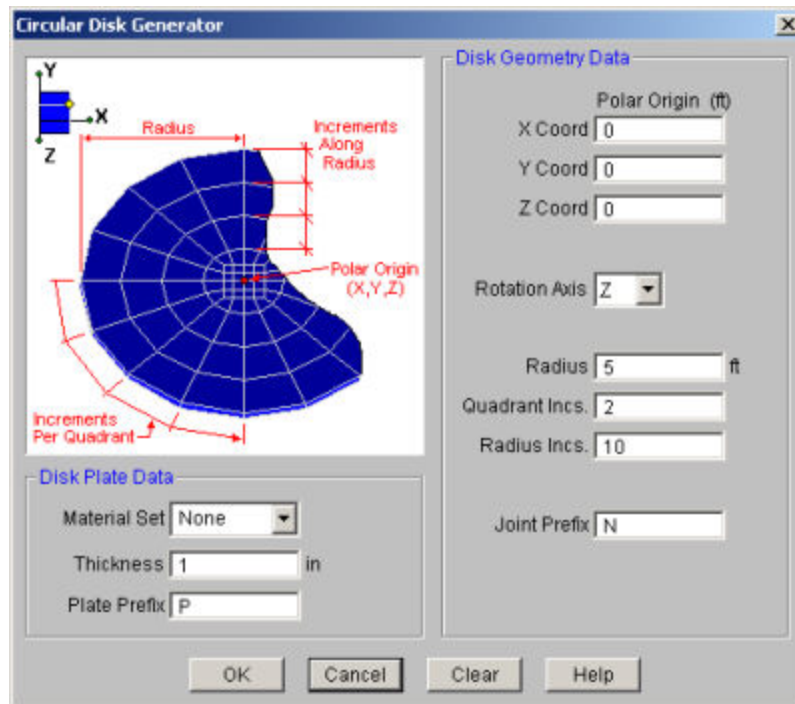 Circular Disk Generator
Y
X
Z
Radius
Increments
Along
Radius
Polar Origin
(X,Y,Z)
Increments
Per Quadrant
Disk Plate Data
Material Set None
Thickness 1 in
Plate Prefix P
Disk Geometry Data
Polar Origin (ft)
X Coord 0
Y Coord 0
Z Coord 0
Rotation Axis Z
Radius 5 ft
Quadrant Incs. 2
Radius Incs. 10
Joint Prefix N
OK Cancel Clear Help